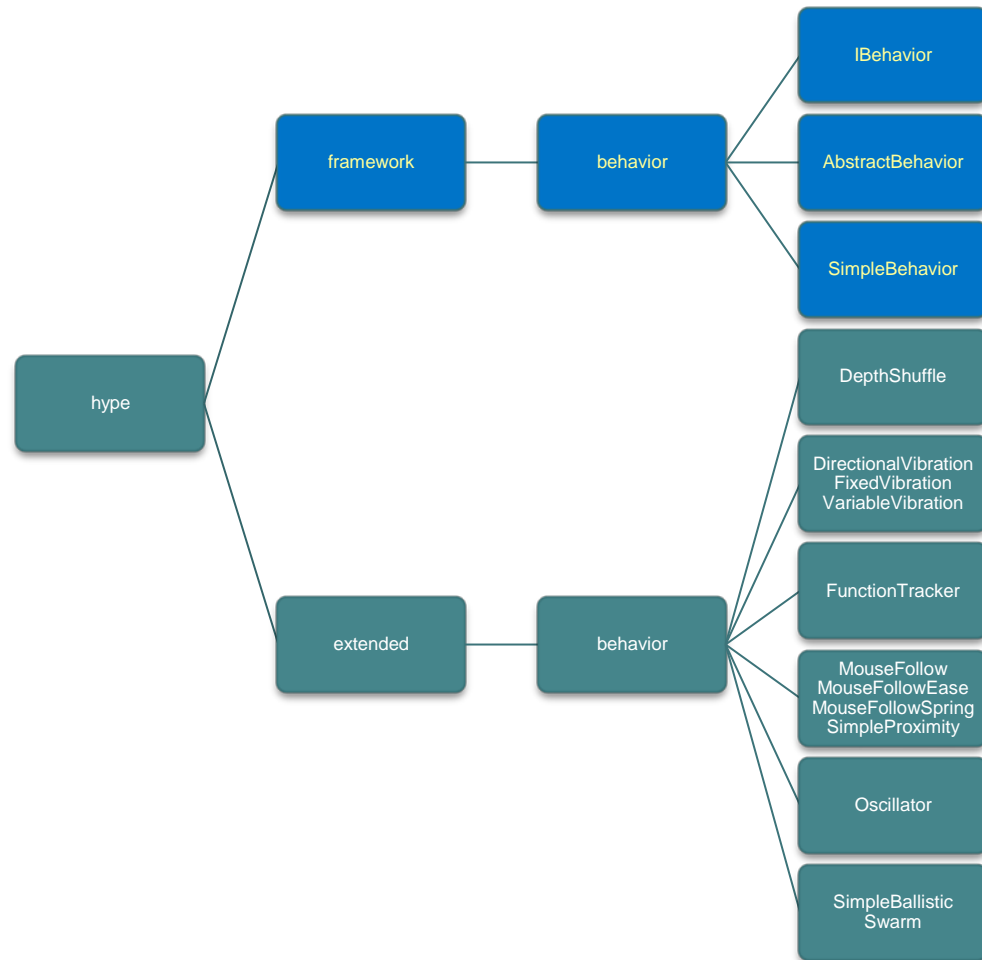 hype
framework
behavior
IBehavior
AbstractBehavior
SimpleBehavior
extended
behavior
DepthShuffle
DirectionalVibration
FixedVibration
VariableVibration
FunctionTracker
MouseFollow
MouseFollowEase
MouseFollowSpring
SimpleProximity
Oscillator
SimpleBallistic
Swarm